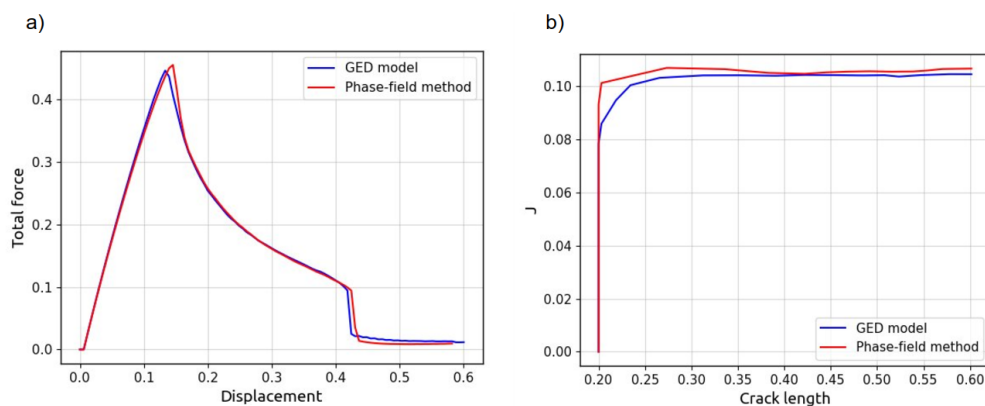 a)
GED model
Phase-field method
Total force
0.4
0.3
0.2
0.1
0.0
0.0 0.1 0.2 0.3 0.4 0.5 0.6
Displacement
b)
J
0.10
0.08
0.06
0.04
0.02
0.00
GED model
Phase-field method
0.20 0.25 0.30 0.35 0.40 0.45 0.50 0.55 0.60
Crack length